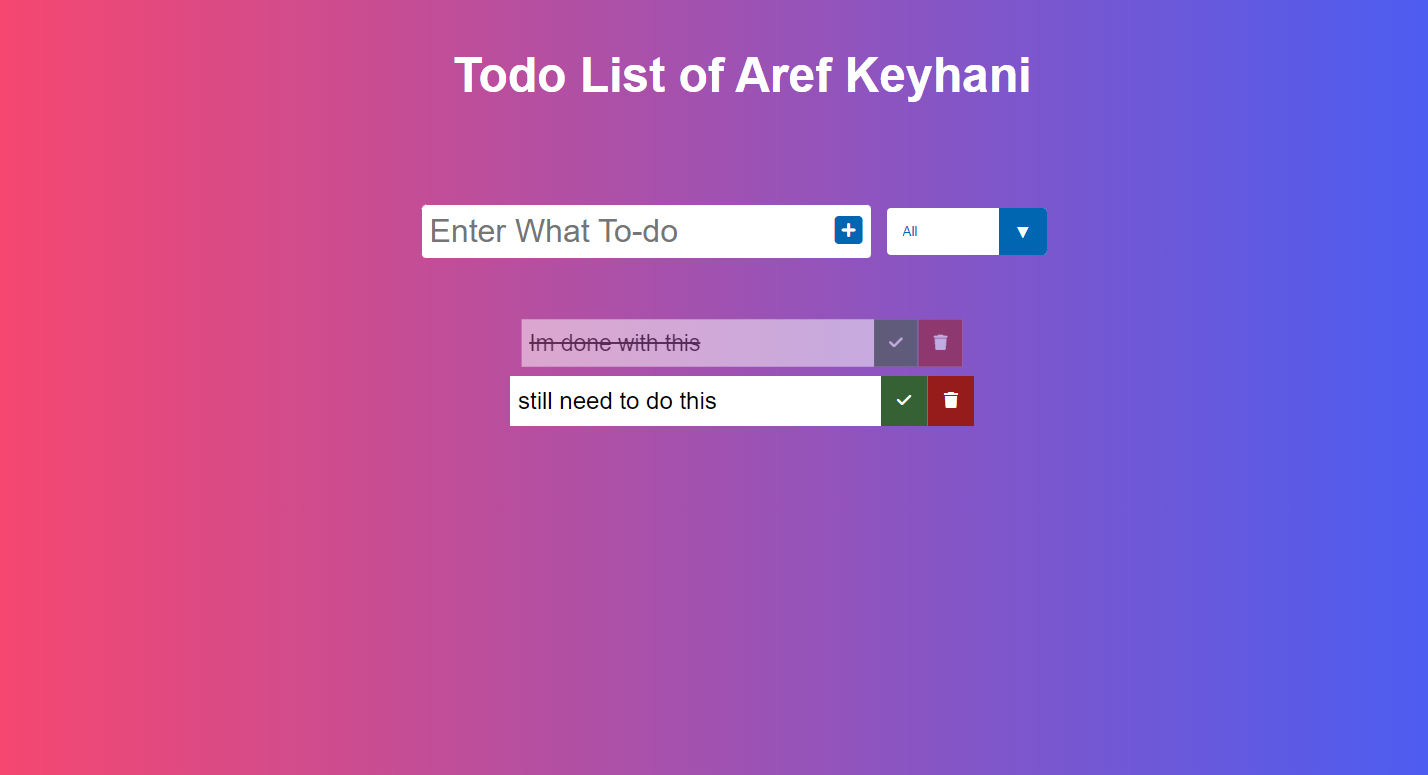 Todo List of Aref Keyhani
Enter What To-do
All
Im done with this
still need to do this